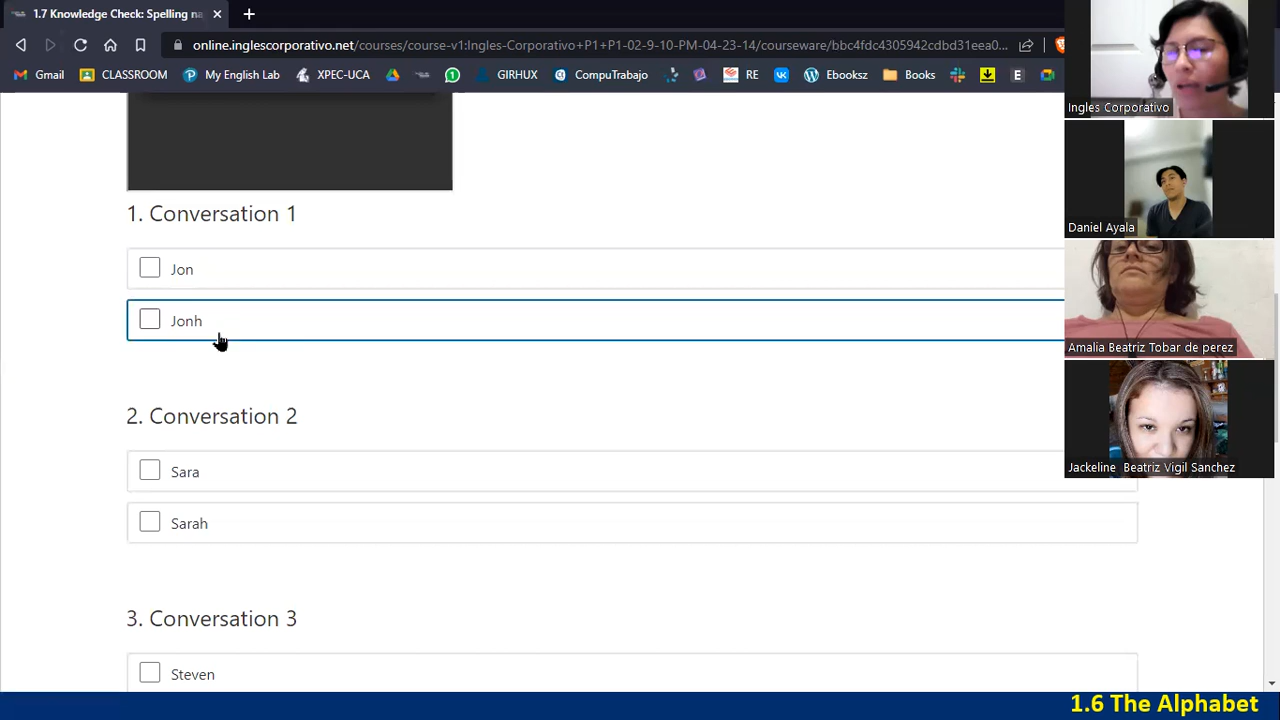 1.7 Knowledge Check: Spelling na
online.inglescorporativo.net/courses/course-v1:Ingles-Corporativo+P1+P1-02-9-10-PM-04-23-14/courseware/bbc4fdc4305942cdbd31eea0...
Gmail CLASSROOM My English Lab XPEC-UCA GIRHUX CompuTrabajo RE WordPress Ebooksz Books E
Ingles Corporativo
Daniel Ayala
Amalia Beatriz Tobar de perez
Jackeline Beatriz Vigil Sanchez
1. Conversation 1
Jon
Jonh
2. Conversation 2
Sara
Sarah
3. Conversation 3
Steven
1.6 The Alphabet